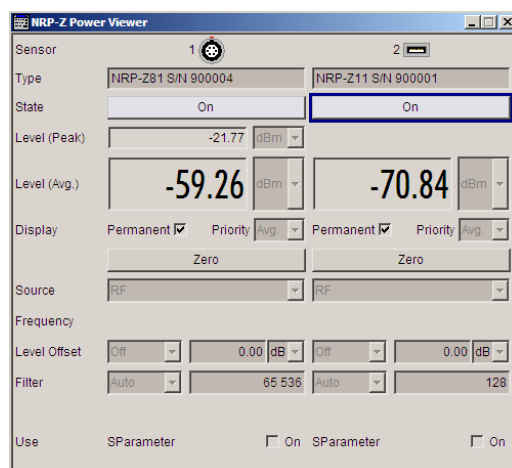 NRP-Z Power Viewer
Sensor 1 2
Type NRP-Z81 S/N 900004 NRP-Z11 S/N 900001
State On On
Level (Peak) -21.77 dBm
Level (Avg.) -59.26 dBm -70.84 dBm
Display Permanent Priority Avg. Permanent Priority Avg.
Zero Zero
Source RF RF
Frequency
Level Offset Off 0.00 dB Off 0.00 dB
Filter Auto 65 536 Auto 128
Use SParameter On SParameter On